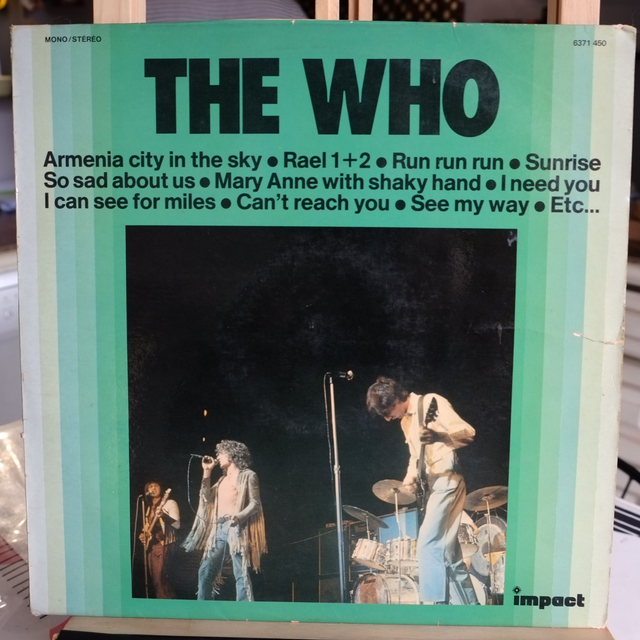 MONO/STEREO
6371 450
THE WHO
Armenia city in the sky • Rael 1+2 • Run run run • Sunrise
So sad about us • Mary Anne with shaky hand • I need you
I can see for miles • Can't reach you • See my way • Etc...
impact